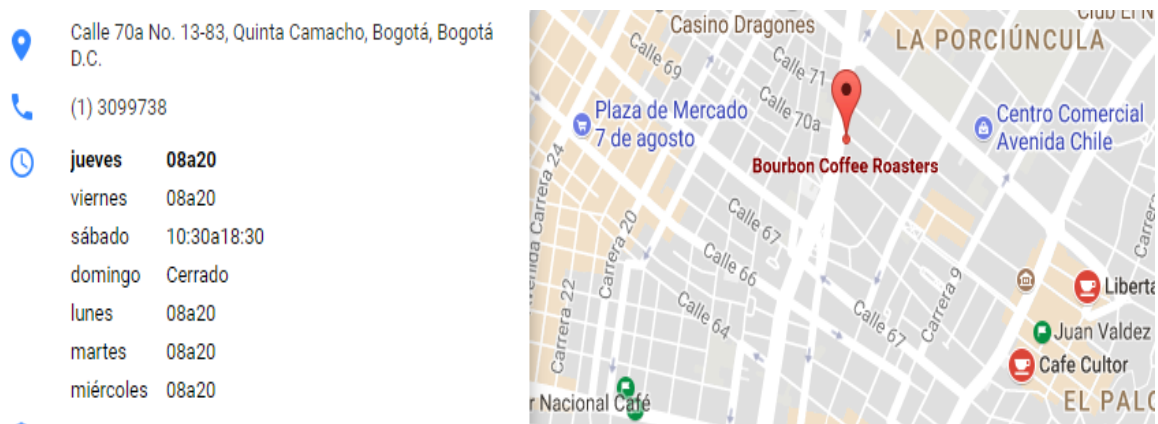 Calle 70a No. 13-83, Quinta Camacho, Bogotá, Bogotá
D.C.
(1) 3099738
jueves 08a20
viernes 08a20
sábado 10:30a18:30
domingo Cerrado
lunes 08a20
martes 08a20
miércoles 08a20
Casino Dragones
LA PORCIÚNCULA
Calle 69
Calle 71
Calle 70a
Plaza de Mercado
7 de agosto
Centro Comercial
Avenida Chile
Bourbon Coffee Roasters
Avenida Carrera 24
Carrera 20
Carrera 22
Calle 67
Calle 66
Calle 64
Calle 67
Carrera 9
Juan Valdez
Cafe Cultor
Nacional Café